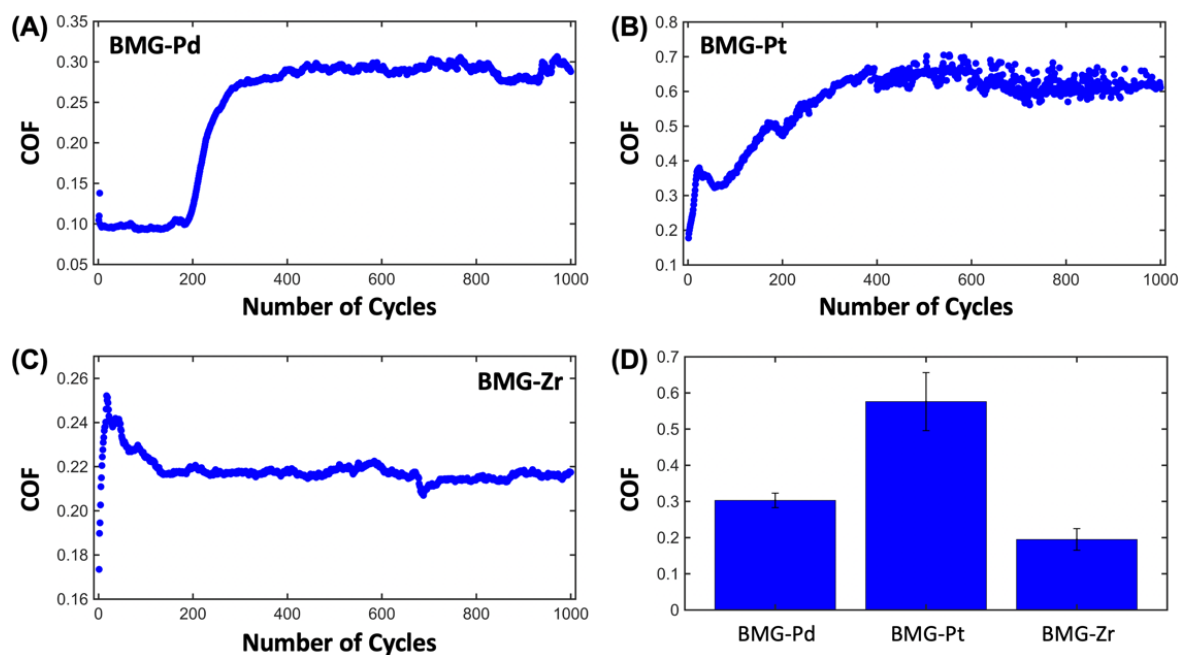 (A)
BMG-Pd
COF
0.35
0.30
0.25
0.20
0.15
0.10
0.05
0 200 400 600 800 1000
Number of Cycles
(B)
BMG-Pt
COF
0.8
0.7
0.6
0.5
0.4
0.3
0.2
0.1
0 200 400 600 800 1000
Number of Cycles
(C)
BMG-Zr
COF
0.26
0.24
0.22
0.20
0.18
0.16
0 200 400 600 800 1000
Number of Cycles
(D)
COF
0.7
0.6
0.5
0.4
0.3
0.2
0.1
0
BMG-Pd BMG-Pt BMG-Zr